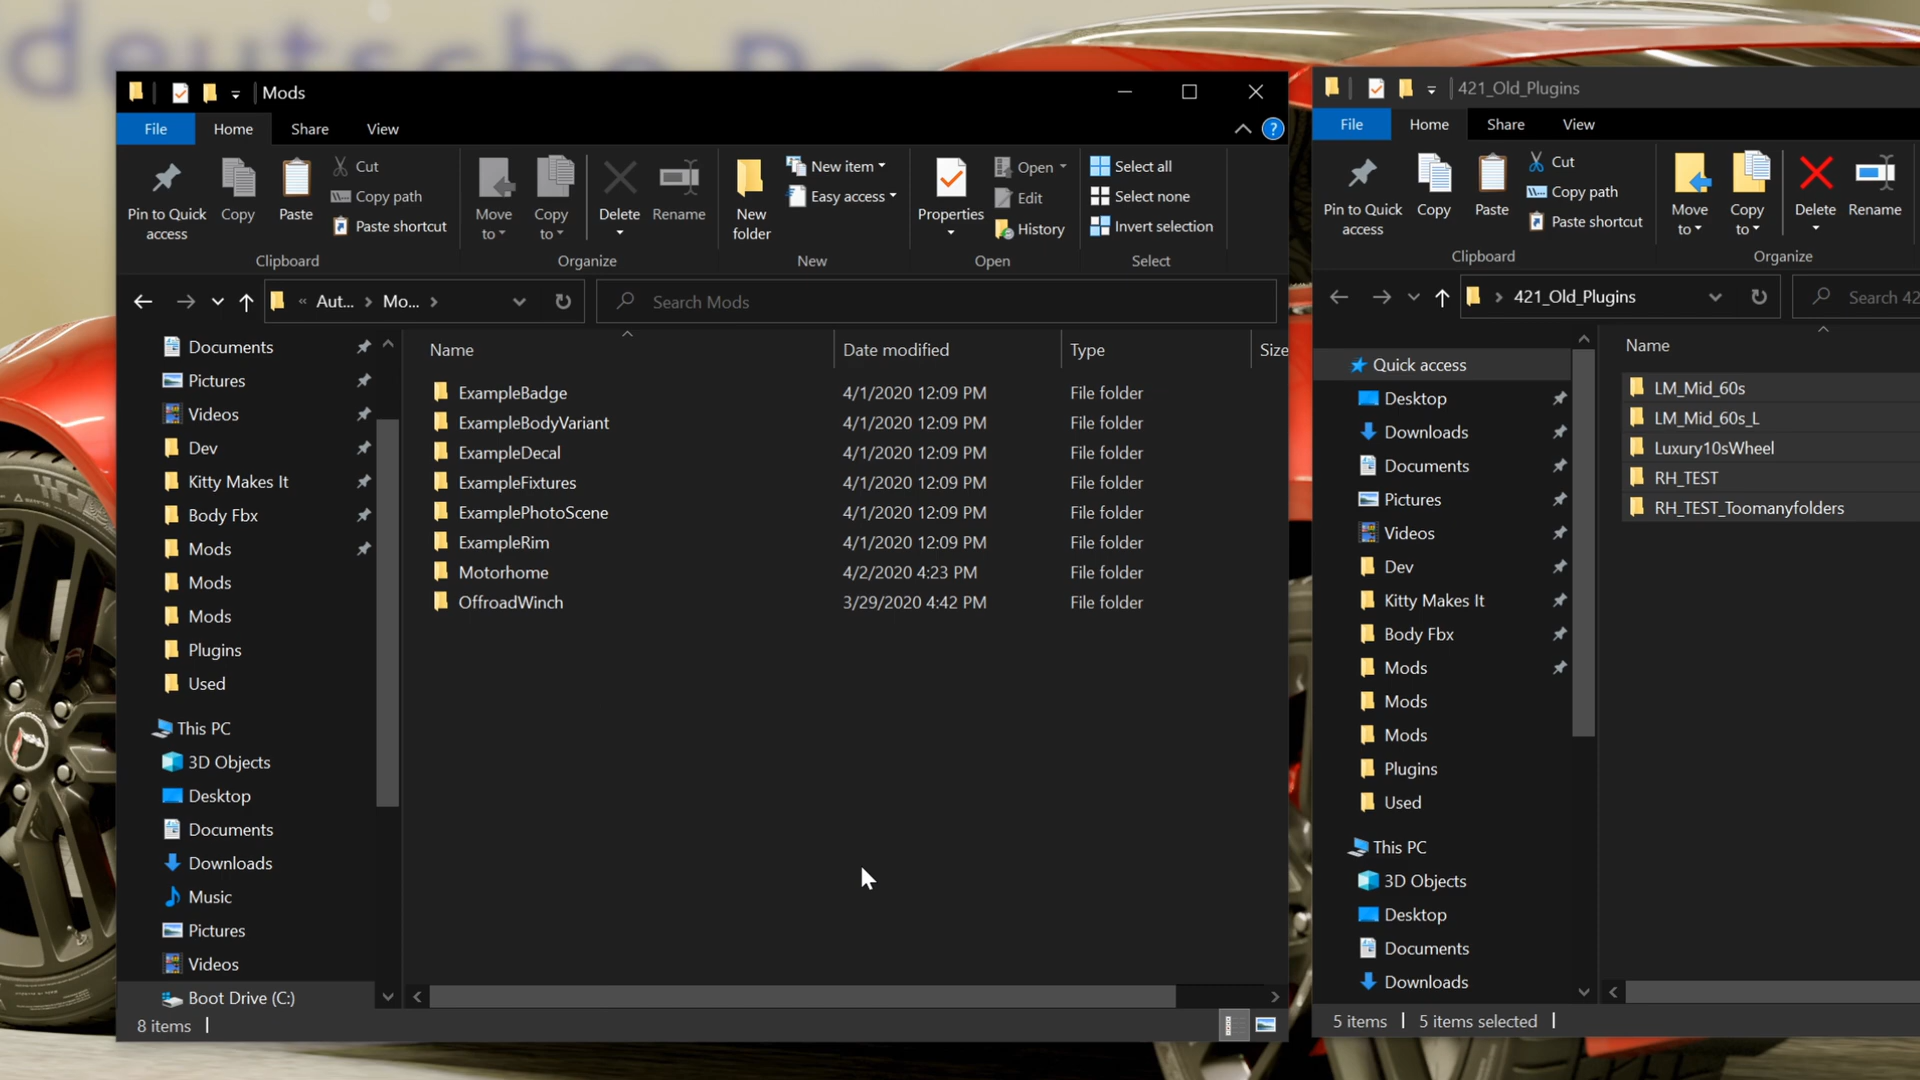 deutsche
Mods
File
Home
Share
View
?
Pin to Quick
access
Copy
Paste
Cut
Copy path
Paste shortcut
Clipboard
Move
to
Copy
to
Delete
Rename
Organize
New
folder
New item
Easy access
New
Properties
Open
Edit
History
Open
Select all
Select none
Invert selection
Select
« Aut... > Mo... >
Search Mods
Documents
Pictures
Videos
Dev
Kitty Makes It
Body Fbx
Mods
Mods
Mods
Plugins
Used
This PC
3D Objects
Desktop
Documents
Downloads
Music
Pictures
Videos
Boot Drive (C:)
Name Date modified Type Size
ExampleBadge 4/1/2020 12:09 PM File folder
ExampleBodyVariant 4/1/2020 12:09 PM File folder
ExampleDecal 4/1/2020 12:09 PM File folder
ExampleFixtures 4/1/2020 12:09 PM File folder
ExamplePhotoScene 4/1/2020 12:09 PM File folder
ExampleRim 4/1/2020 12:09 PM File folder
Motorhome 4/2/2020 4:23 PM File folder
OffroadWinch 3/29/2020 4:42 PM File folder
8 items
421_Old_Plugins
File
Home
Share
View
Pin to Quick
access
Copy
Paste
Cut
Copy path
Paste shortcut
Clipboard
Move
to
Copy
to
Delete
Rename
Organize
> 421_Old_Plugins
Search 42
Quick access
Desktop
Downloads
Documents
Pictures
Videos
Dev
Kitty Makes It
Body Fbx
Mods
Mods
Mods
Plugins
Used
This PC
3D Objects
Desktop
Documents
Downloads
Name
LM_Mid_60s
LM_Mid_60s_L
Luxury10sWheel
RH_TEST
RH_TEST_Toomanyfolders
5 items
5 items selected